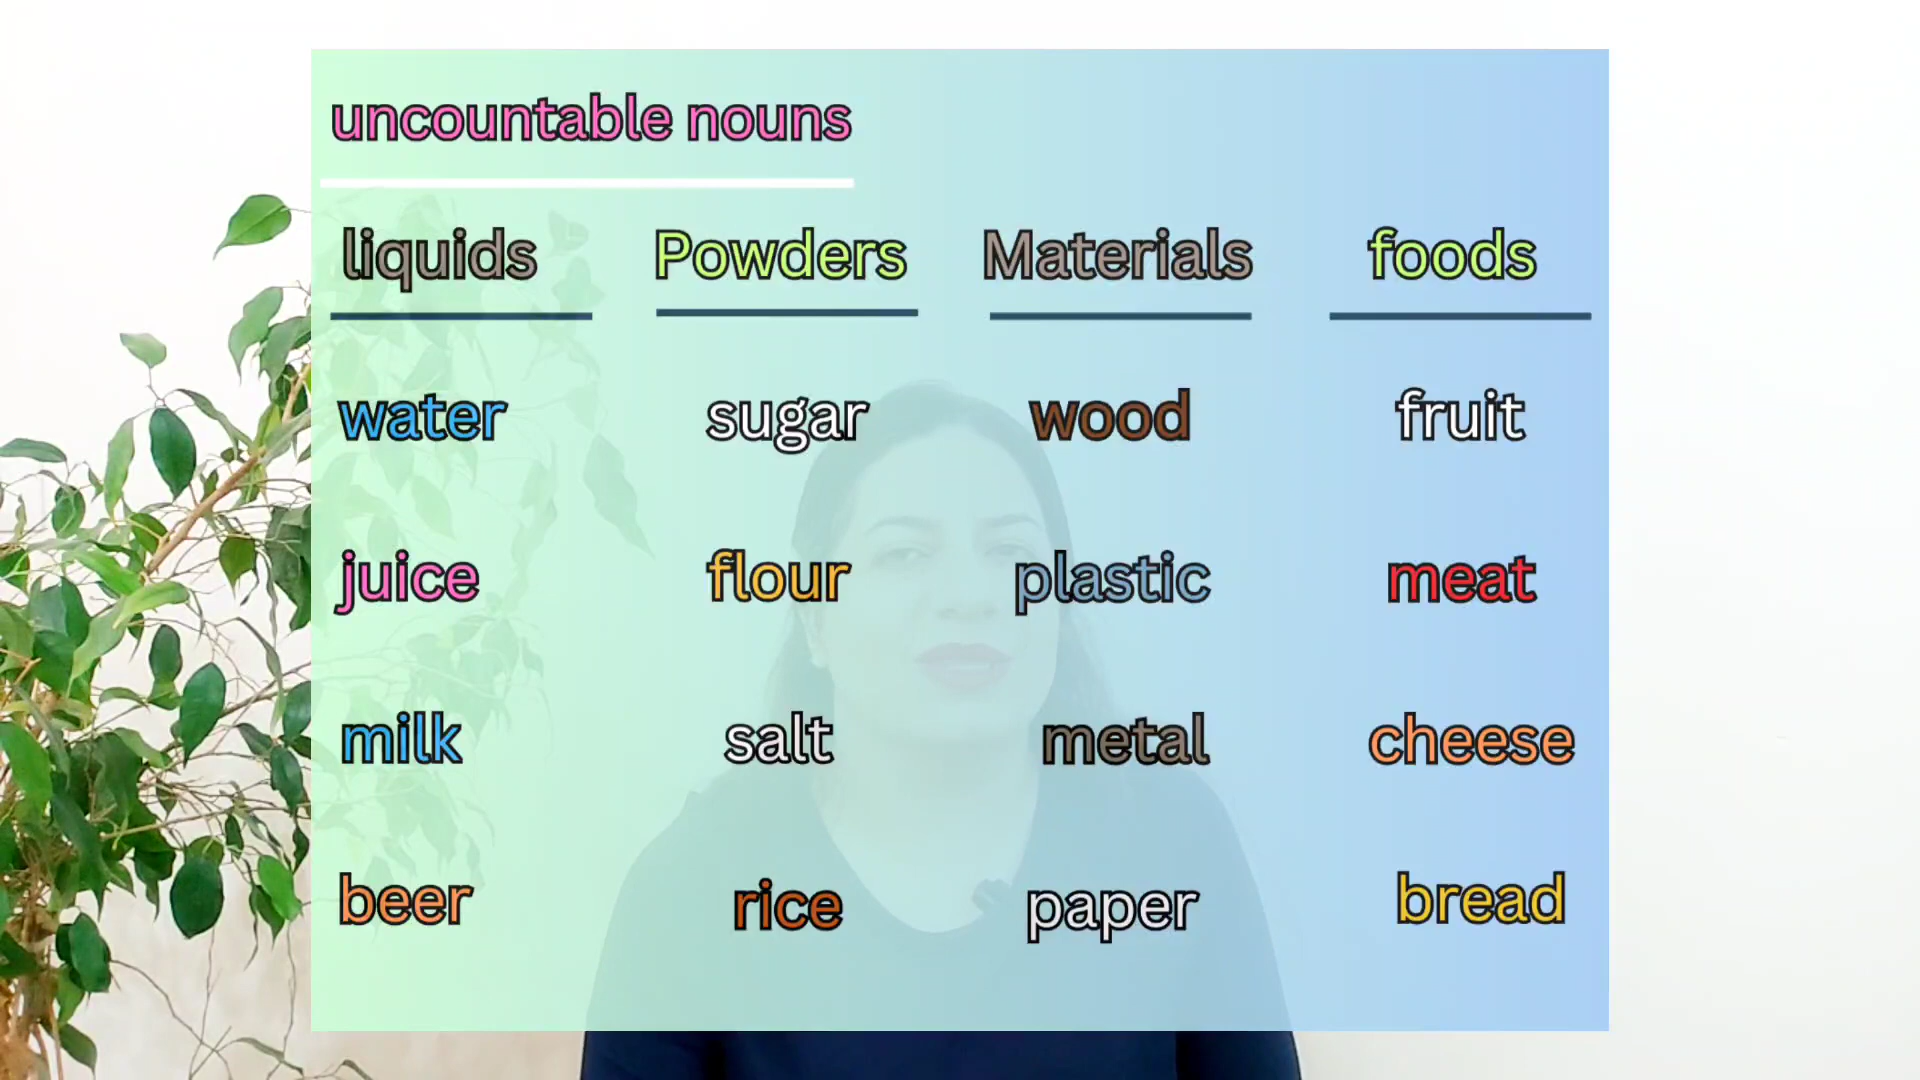 uncountable nouns
liquids Powders Materials foods
water sugar wood fruit
juice flour plastic meat
milk salt metal cheese
beer rice paper bread